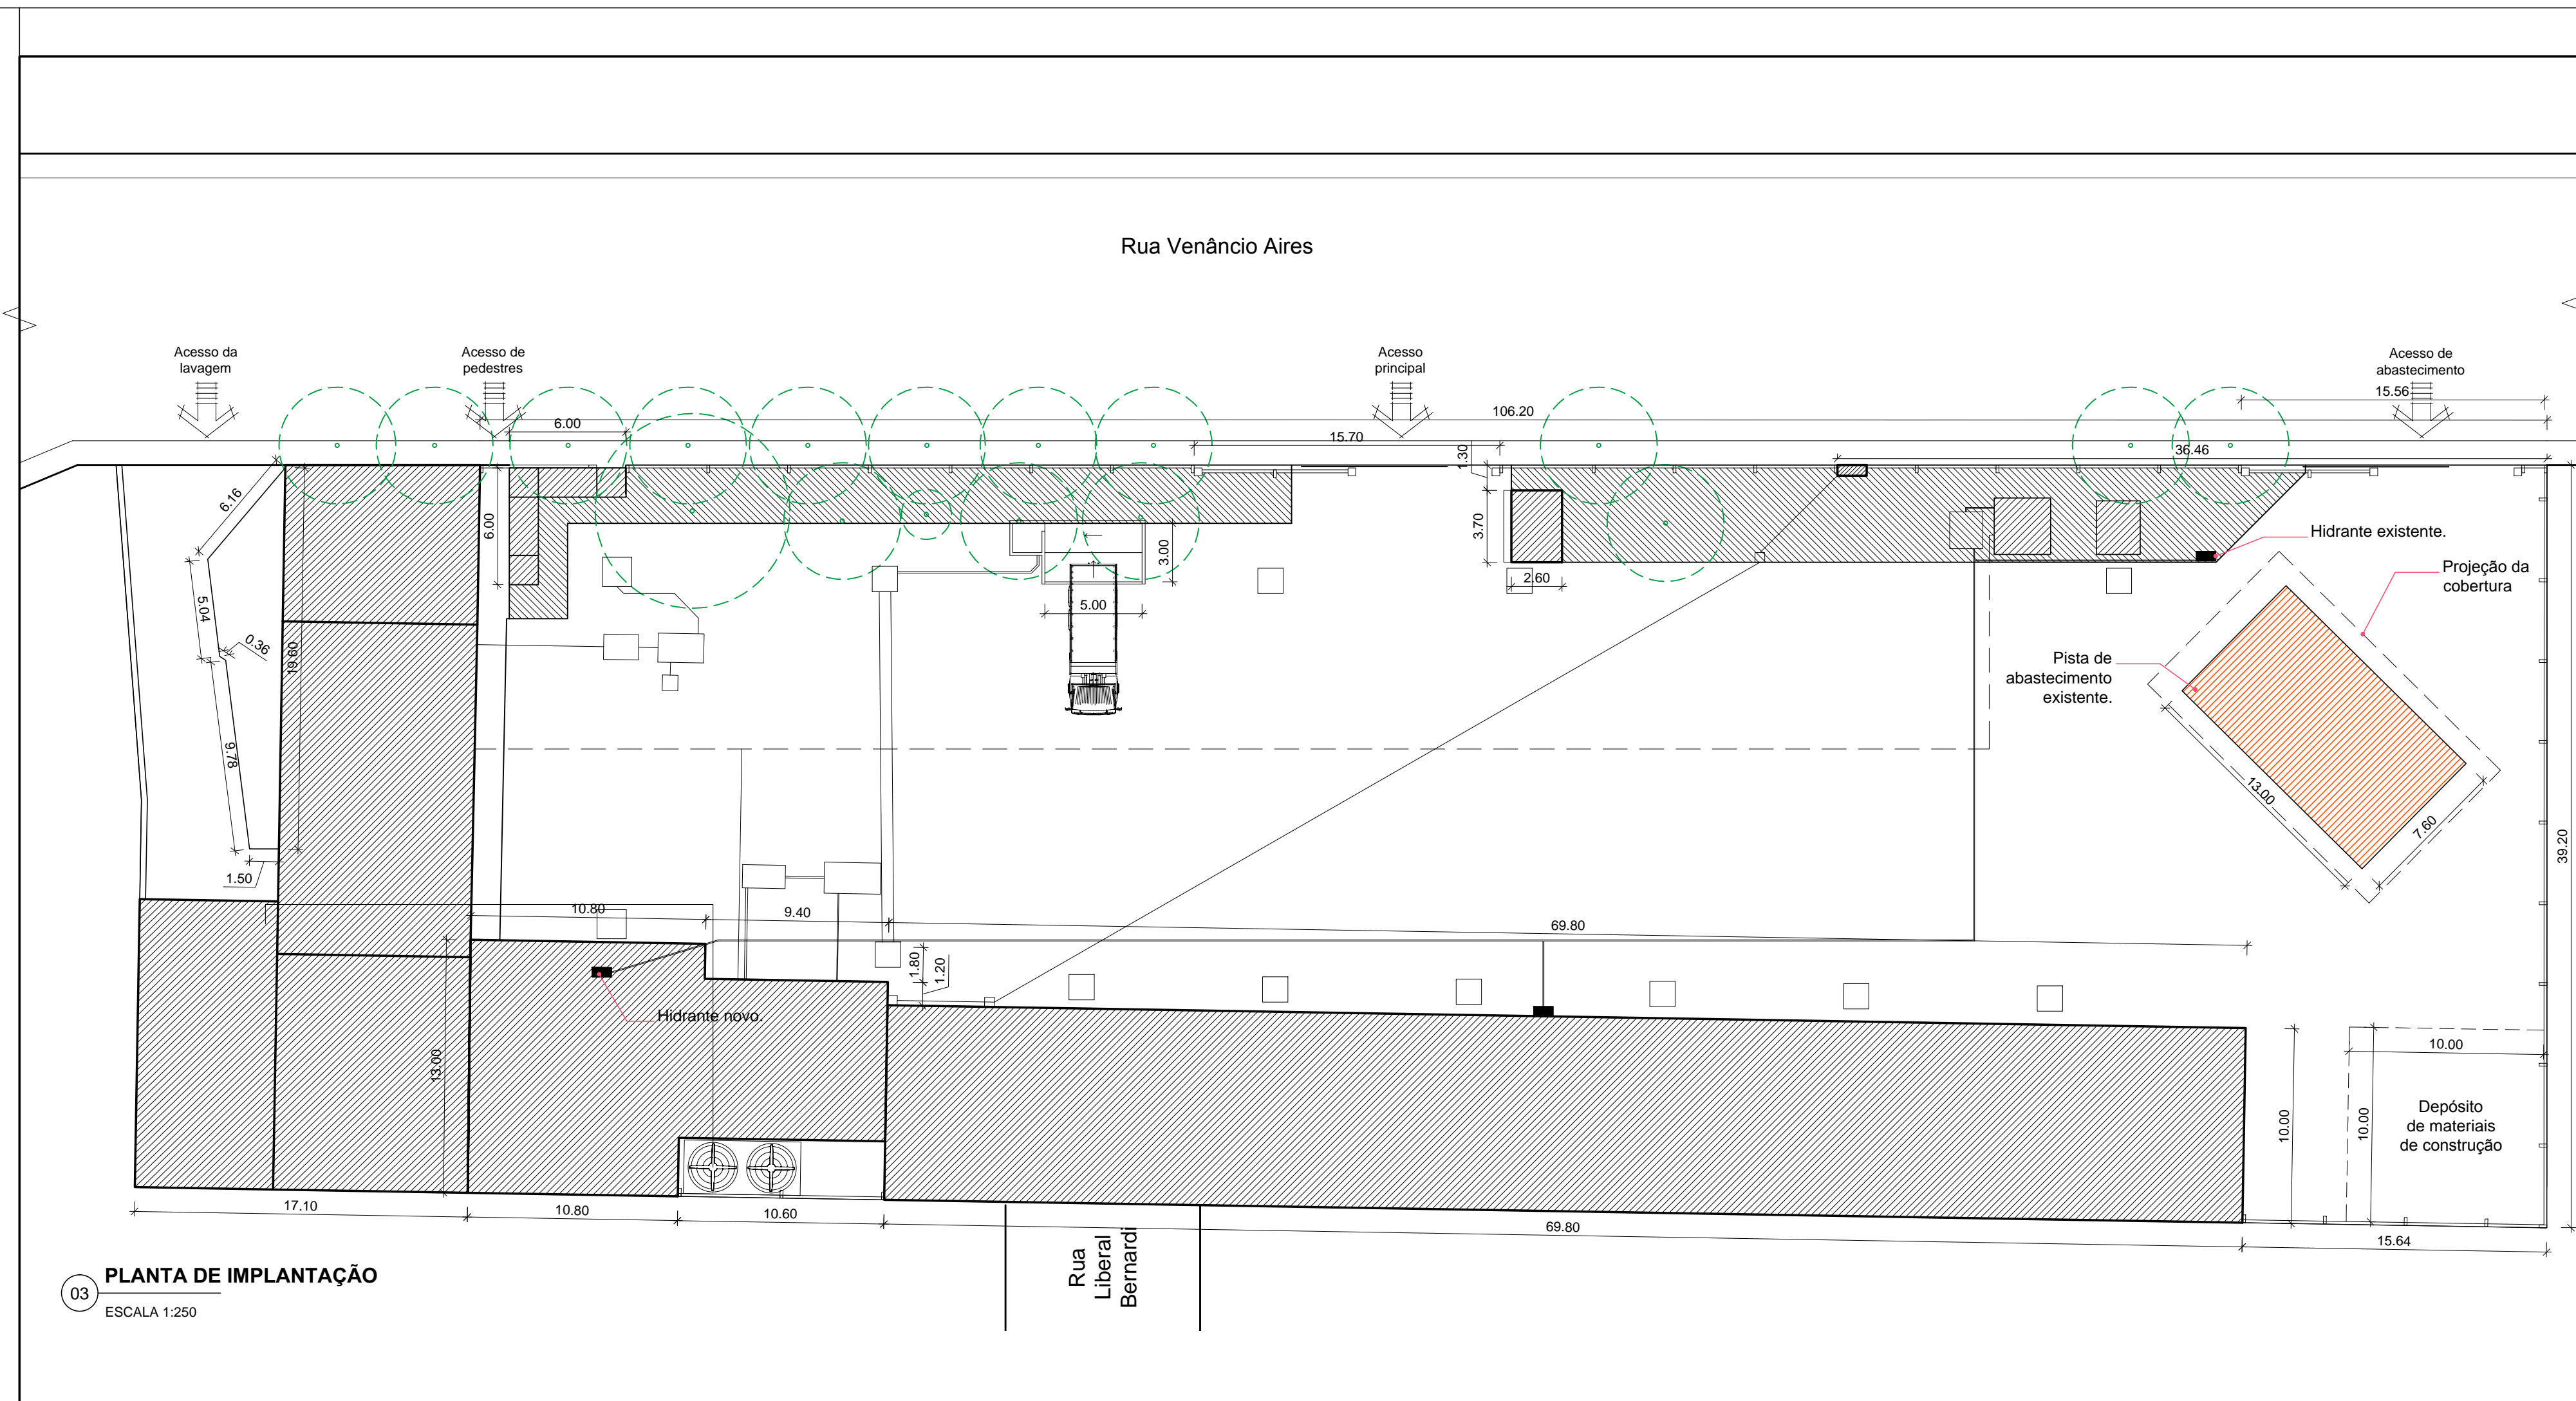 Rua Venâncio Aires
Acesso da
lavagem
Acesso de
pedestres
Acesso
principal
Acesso de
abastecimento
15.56
106.20
6.00
15.70
1.30
36.46
6.16
6.00
3.70
3.00
2.60
5.00
Hidrante existente.
Projeção da
cobertura
Pista de
abastecimento
existente.
5.04
0.36
19.60
9.78
1.50
13.00
7.60
39.20
10.80
9.40
69.80
1.80
1.20
Hidrante novo.
13.00
10.00
10.00
10.00
Depósito
de materiais
de construção
17.10
10.80
10.60
69.80
15.64
Rua
Liberal
Bernardi
03
PLANTA DE IMPLANTAÇÃO
ESCALA 1:250